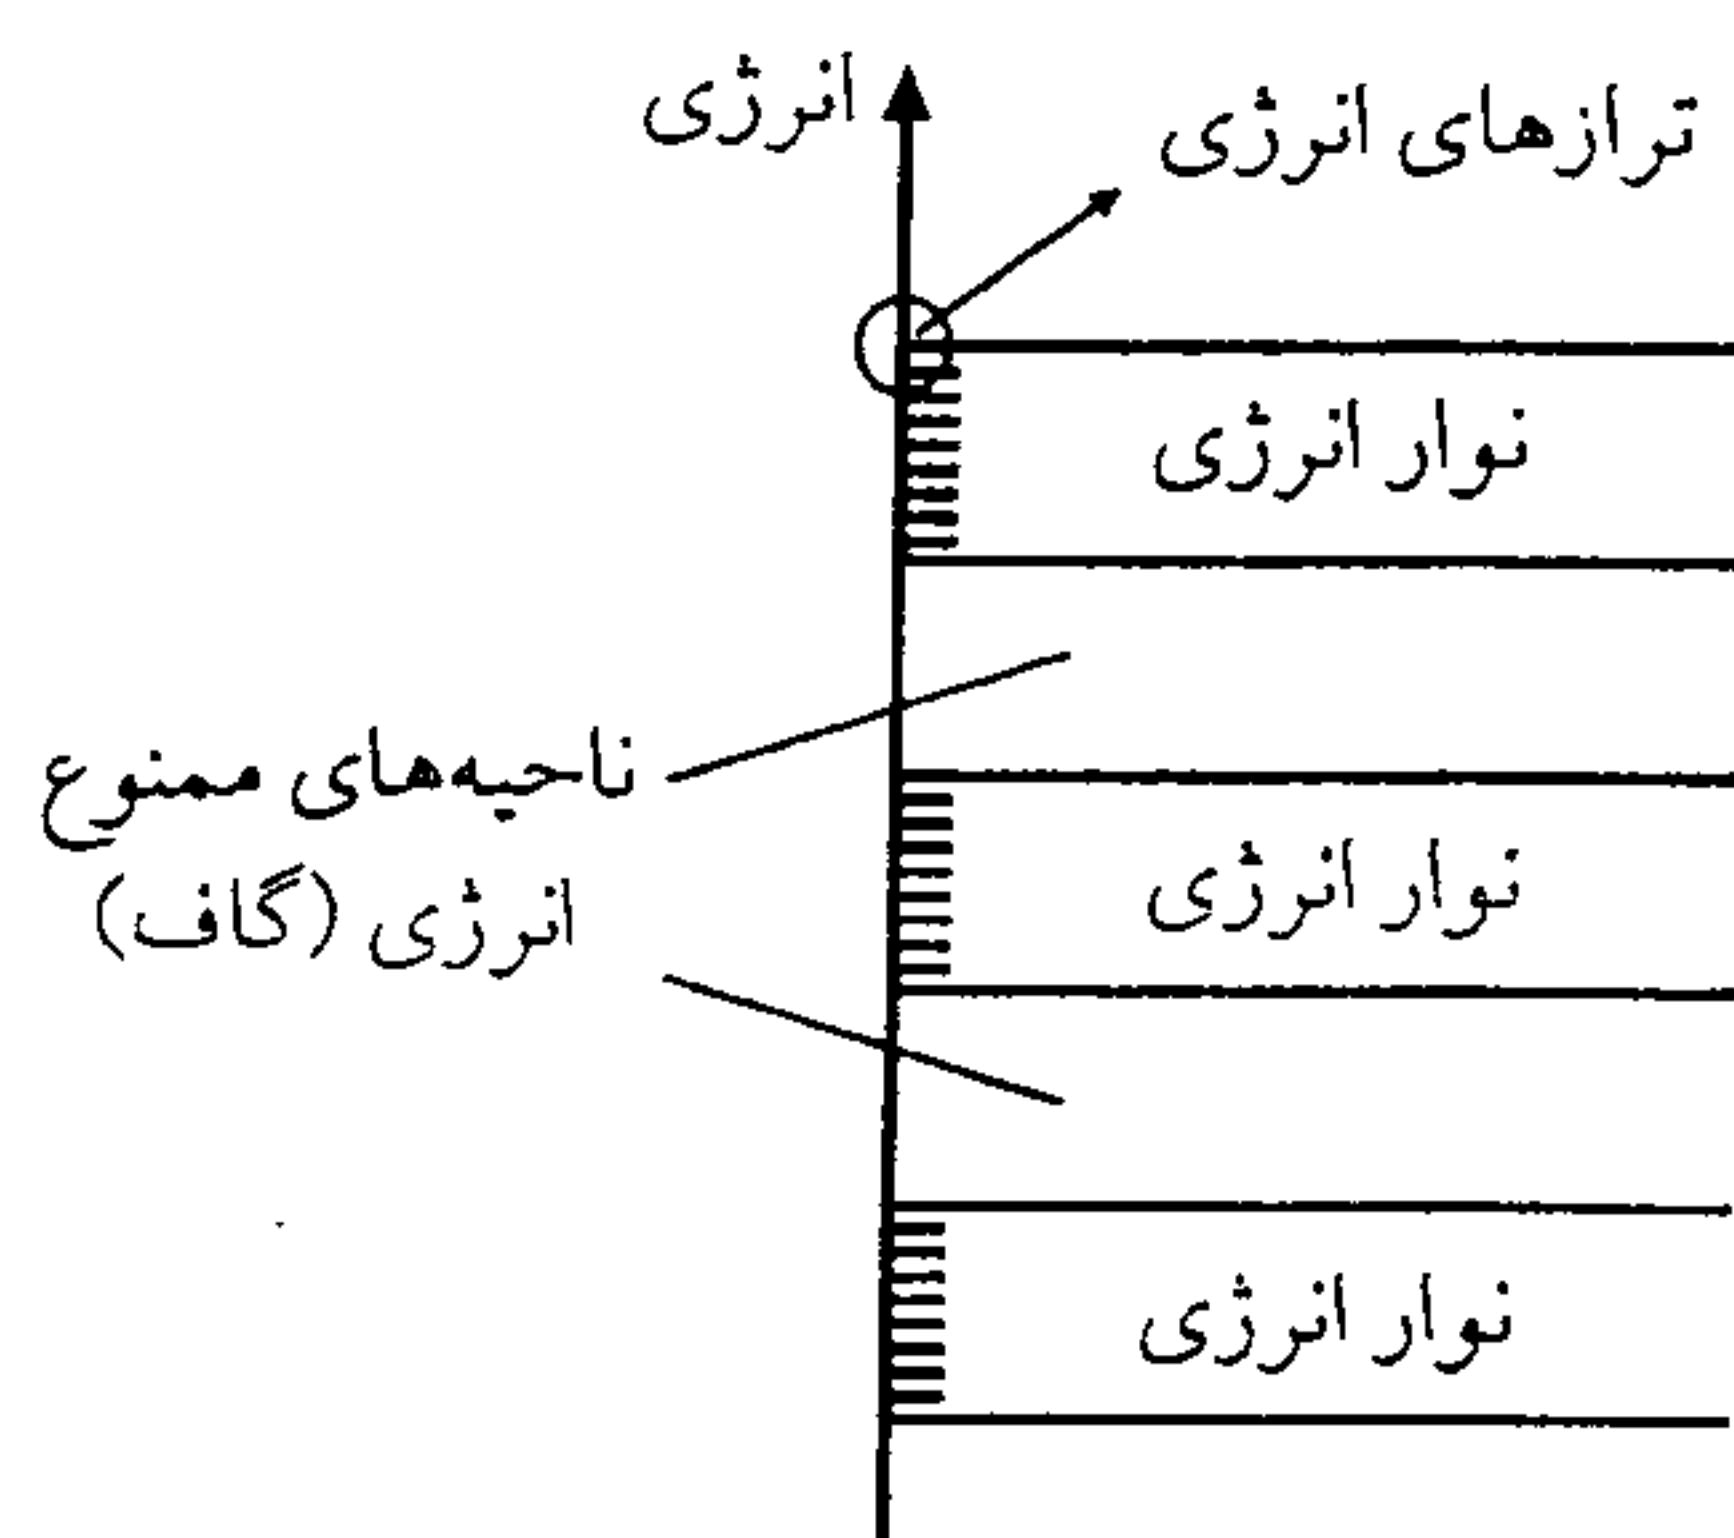 انرژی
ترازهای انرژی
نوار انرژی
ناحیه‌های ممنوع
انرژی (گاف)
نوار انرژی
نوار انرژی